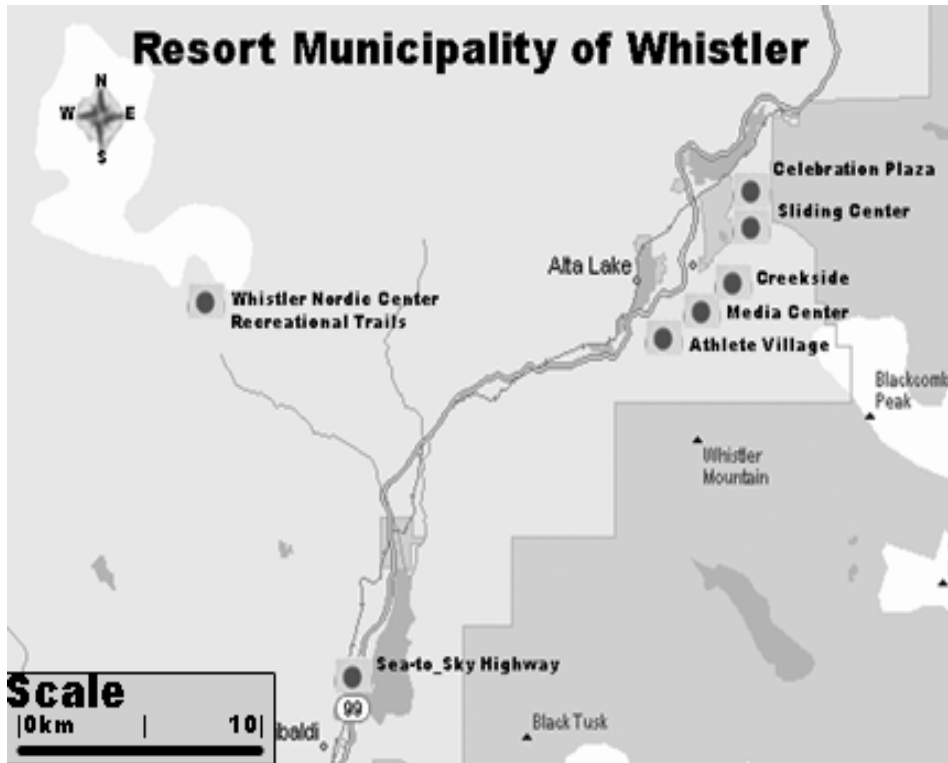 Resort Municipality of Whistler
N
W E
S
Celebration Plaza
Sliding Center
Alta Lake
Creekside
Whistler Nordic Center
Recreational Trails
Media Center
Athlete Village
Blackcomb
Peak
Whistler
Mountain
Sea-to_Sky Highway
Scale
|0km | 10|
99
ibaldi
Black Tusk